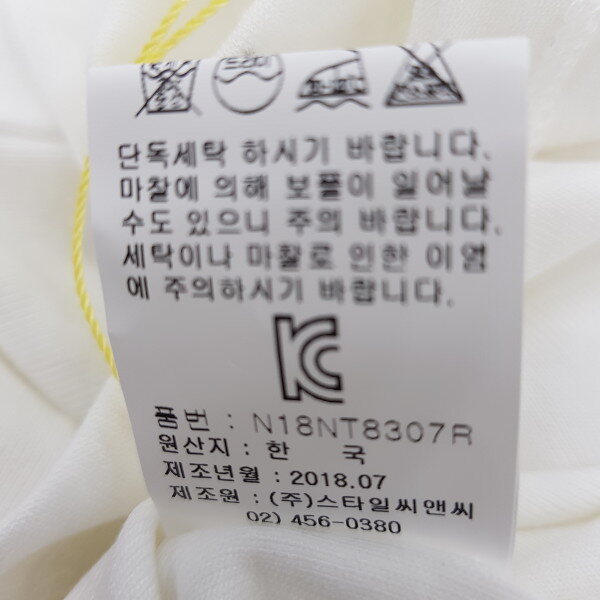 드라이
단독세탁 하시기 바랍니다.
마찰에 의해 보풀이 일어날
수도 있으니 주의 바랍니다.
세탁이나 마찰로 인한 이염
에 주의하시기 바랍니다.
품번 : N18NT8307R
원산지 : 한 국
제조년월 : 2018.07
제조원 : (주)스타일씨앤씨
02) 456-0380